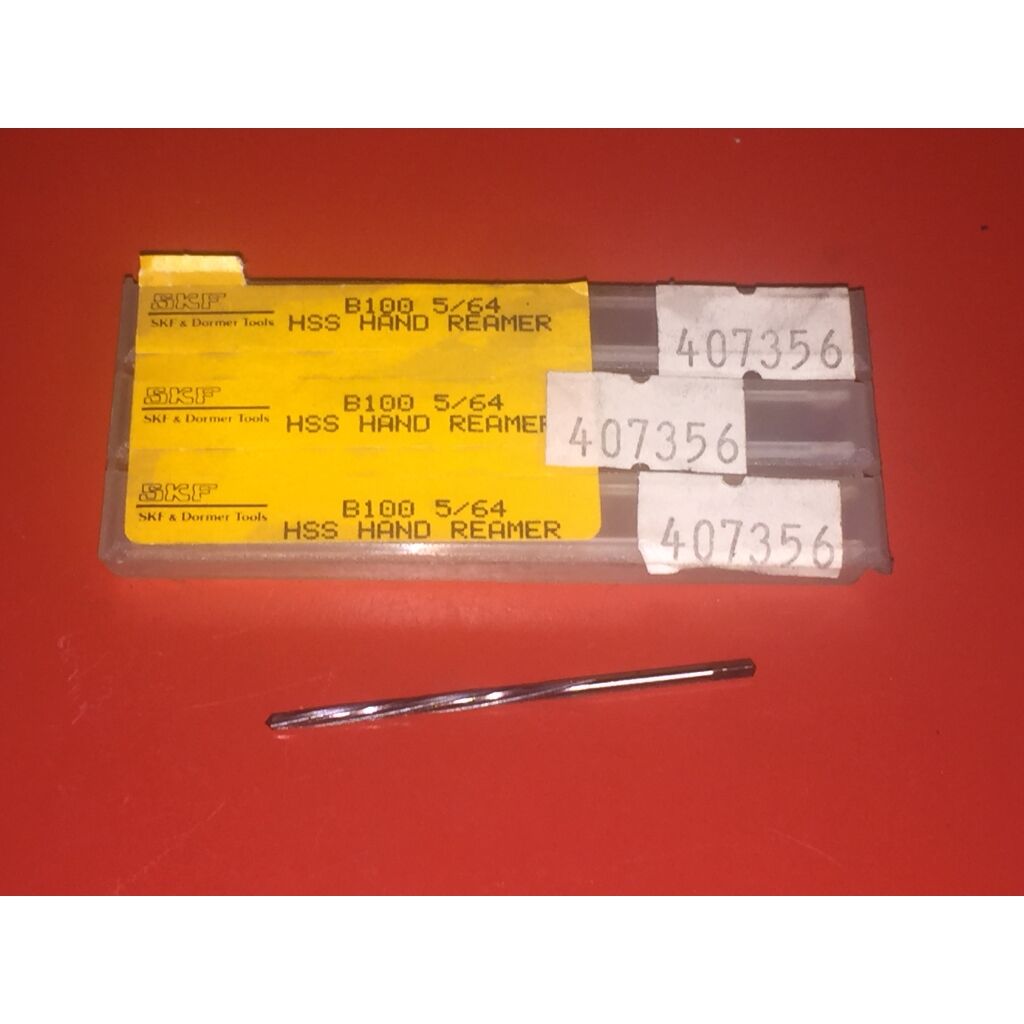 SKF
SKF & Dormer Tools
B100 5/64
HSS HAND REAMER
407356
SKF
SKF & Dormer Tools
B100 5/64
HSS HAND REAMER
407356
SKF
SKF & Dormer Tools
B100 5/64
HSS HAND REAMER
407356